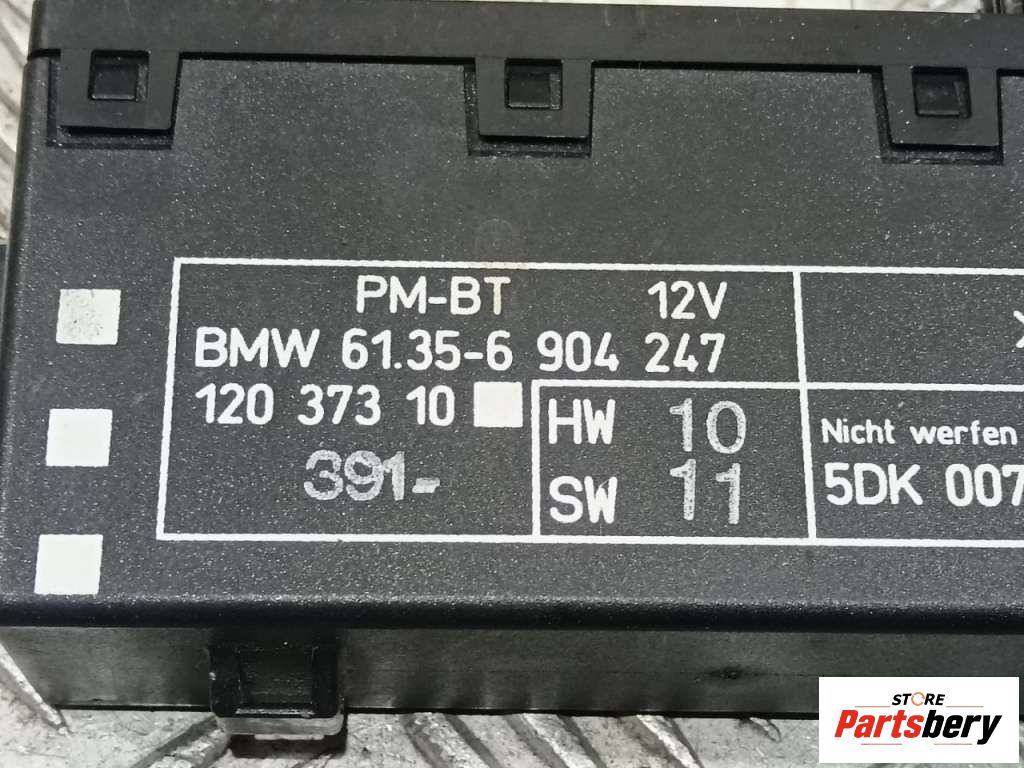 PM-BT 12V
BMW 61.35-6 904 247
120 373 10
391-
HW 10
SW 11
Nicht werfen
5DK 007
STORE
Partsbery